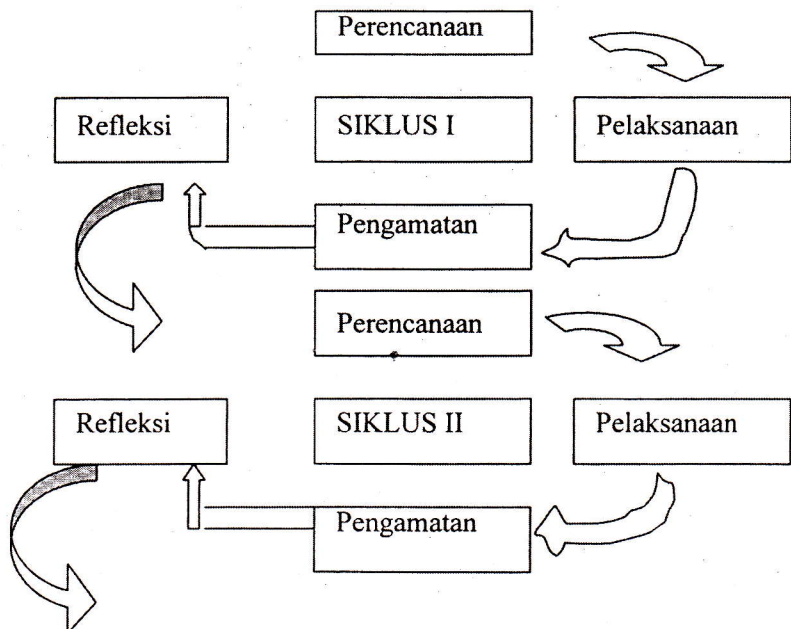 Perencanaan
Refleksi
SIKLUS I
Pelaksanaan
Pengamatan
Perencanaan
Refleksi
SIKLUS II
Pelaksanaan
Pengamatan